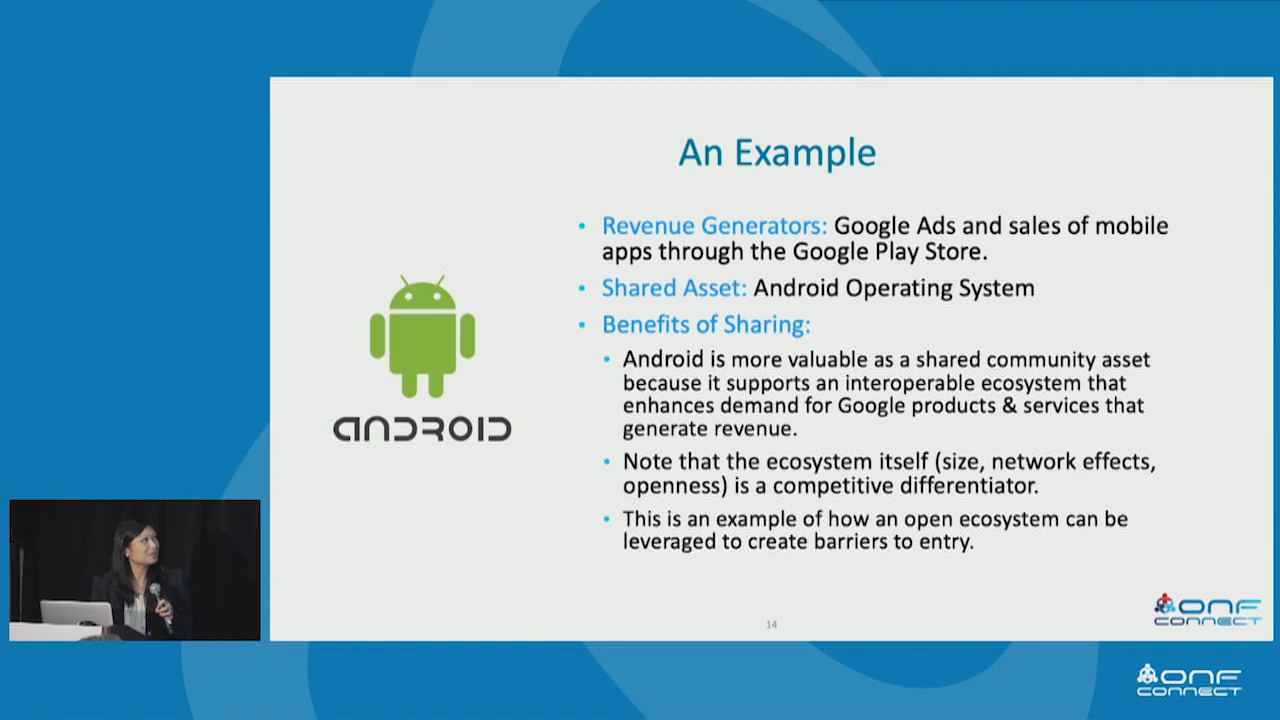 An Example
• Revenue Generators: Google Ads and sales of mobile
apps through the Google Play Store.
• Shared Asset: Android Operating System
• Benefits of Sharing:
• Android is more valuable as a shared community asset
because it supports an interoperable ecosystem that
enhances demand for Google products & services that
generate revenue.
• Note that the ecosystem itself (size, network effects,
openness) is a competitive differentiator.
• This is an example of how an open ecosystem can be
leveraged to create barriers to entry.
ANDROID
14
ONF
CONNECT
ONF
CONNECT